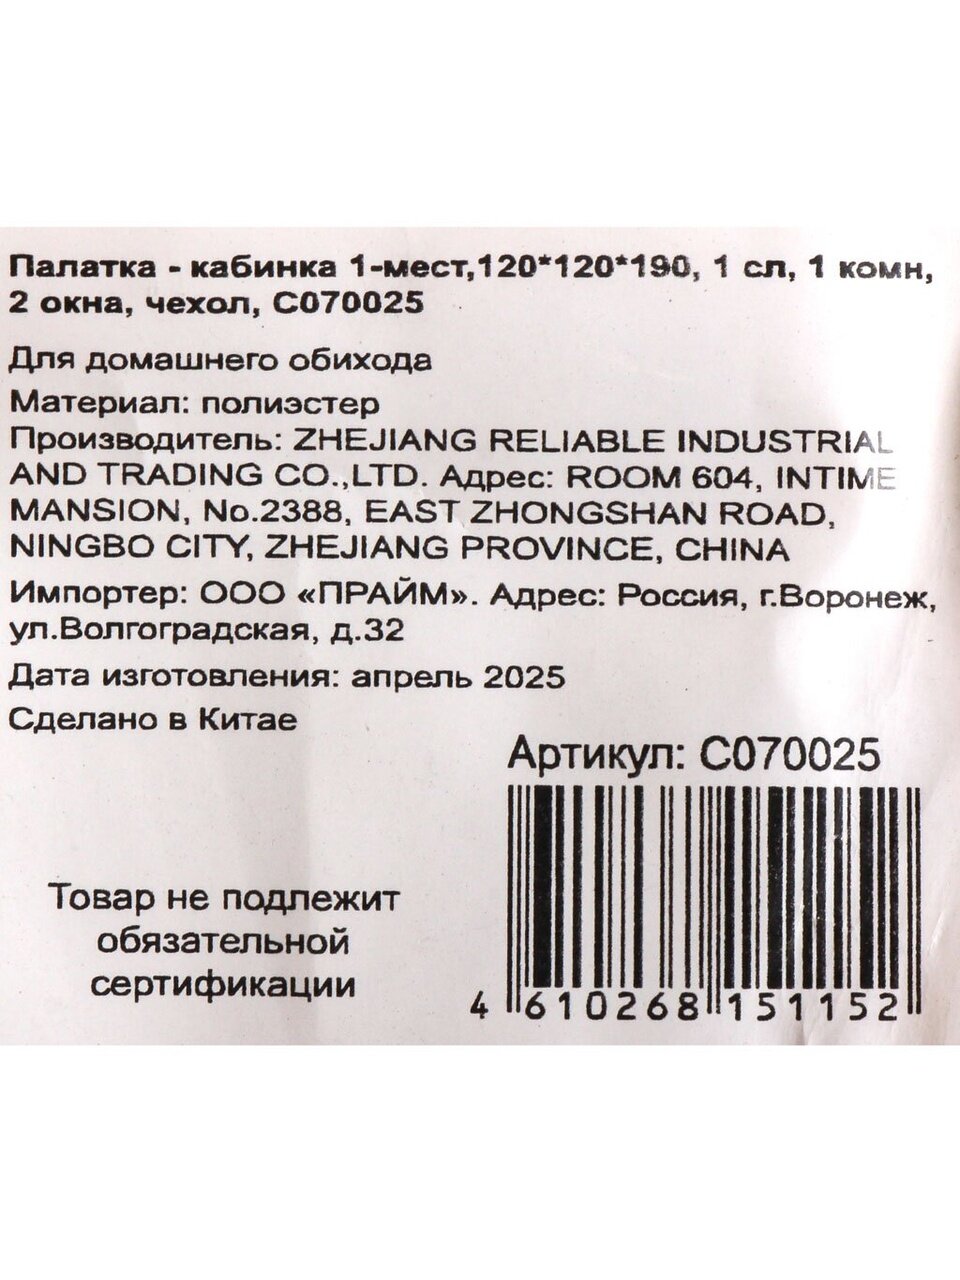 Палатка - кабинка 1-мест,120*120*190, 1 сл, 1 комн,
2 окна, чехол, С070025
Для домашнего обихода
Материал: полиэстер
Производитель: ZHEJIANG RELIABLE INDUSTRIAL
AND TRADING CO.,LTD. Адрес: ROOM 604, INTIME
MANSION, No.2388, EAST ZHONGSHAN ROAD,
NINGBO CITY, ZHEJIANG PROVINCE, CHINA
Импортер: ООО «ПРАЙМ». Адрес: Россия, г.Воронеж,
ул.Волгоградская, д.32
Дата изготовления: апрель 2025
Сделано в Китае
Артикул: С070025
Товар не подлежит
обязательной
сертификации
4 610268 151152